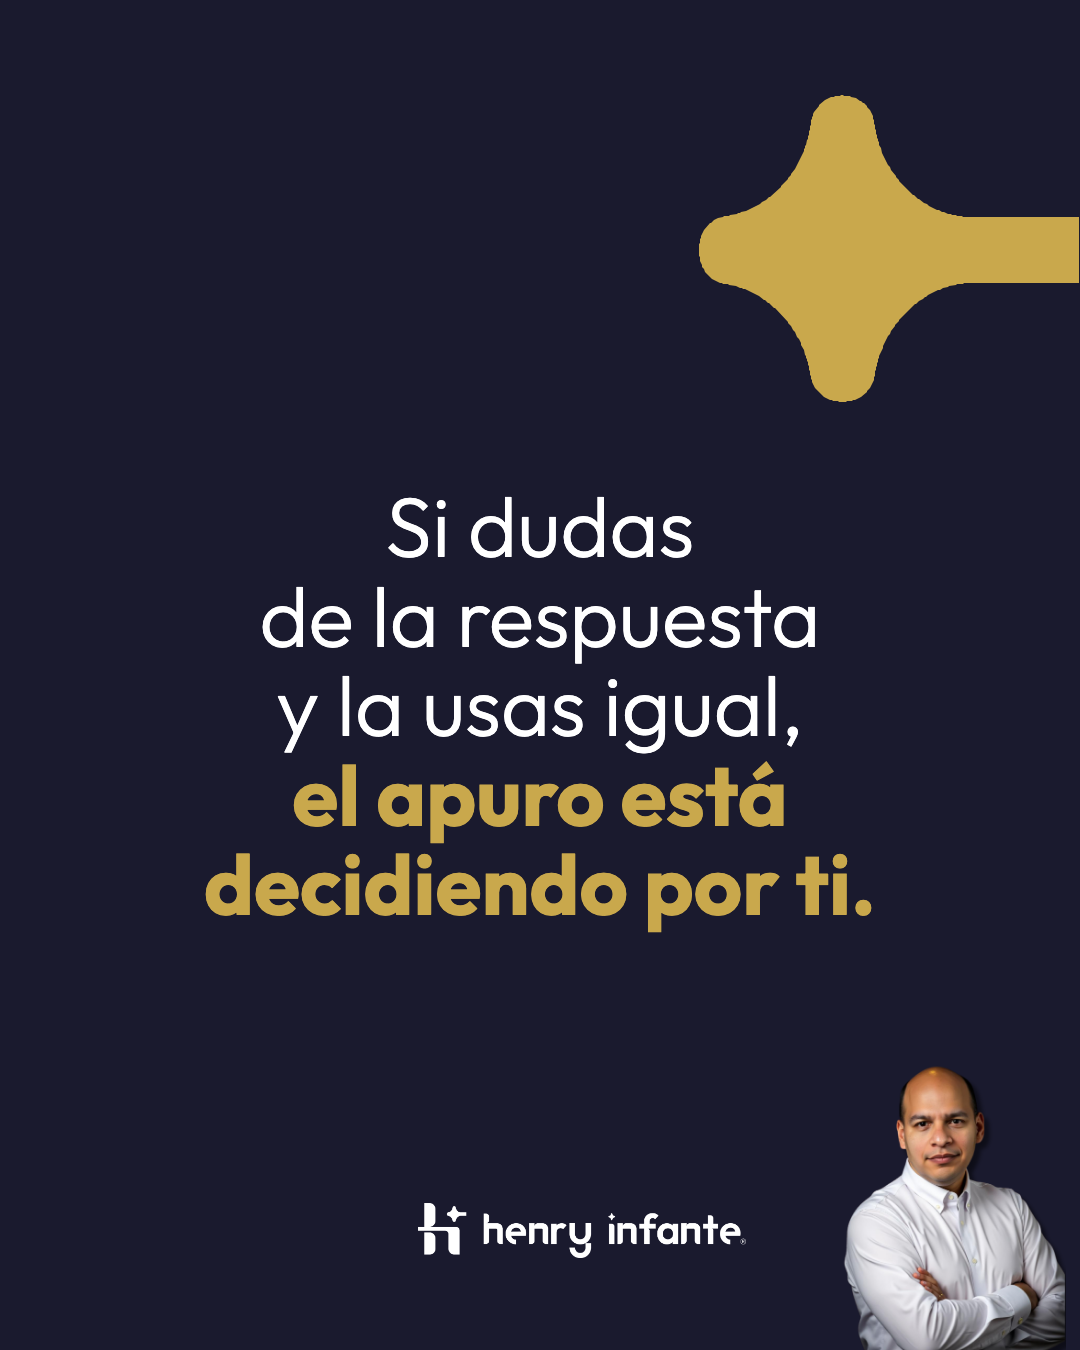 Si dudas
de la respuesta
y la usas igual,
el apuro está
decidiendo por ti.
henry infante®